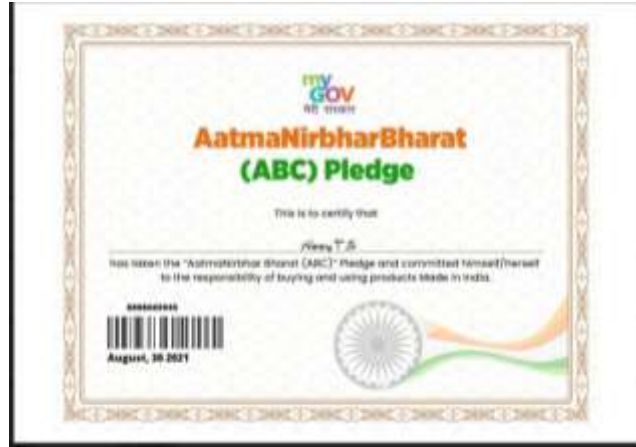 my
GOV
मेरी सरकार
AatmaNirbharBharat
(ABC) Pledge
This is to certify that
T S
has taken the "AatmaNirbhar Bharat (ABC)" Pledge and committed himself/herself
to the responsibility of buying and using products Made in India.
August, 30 2021